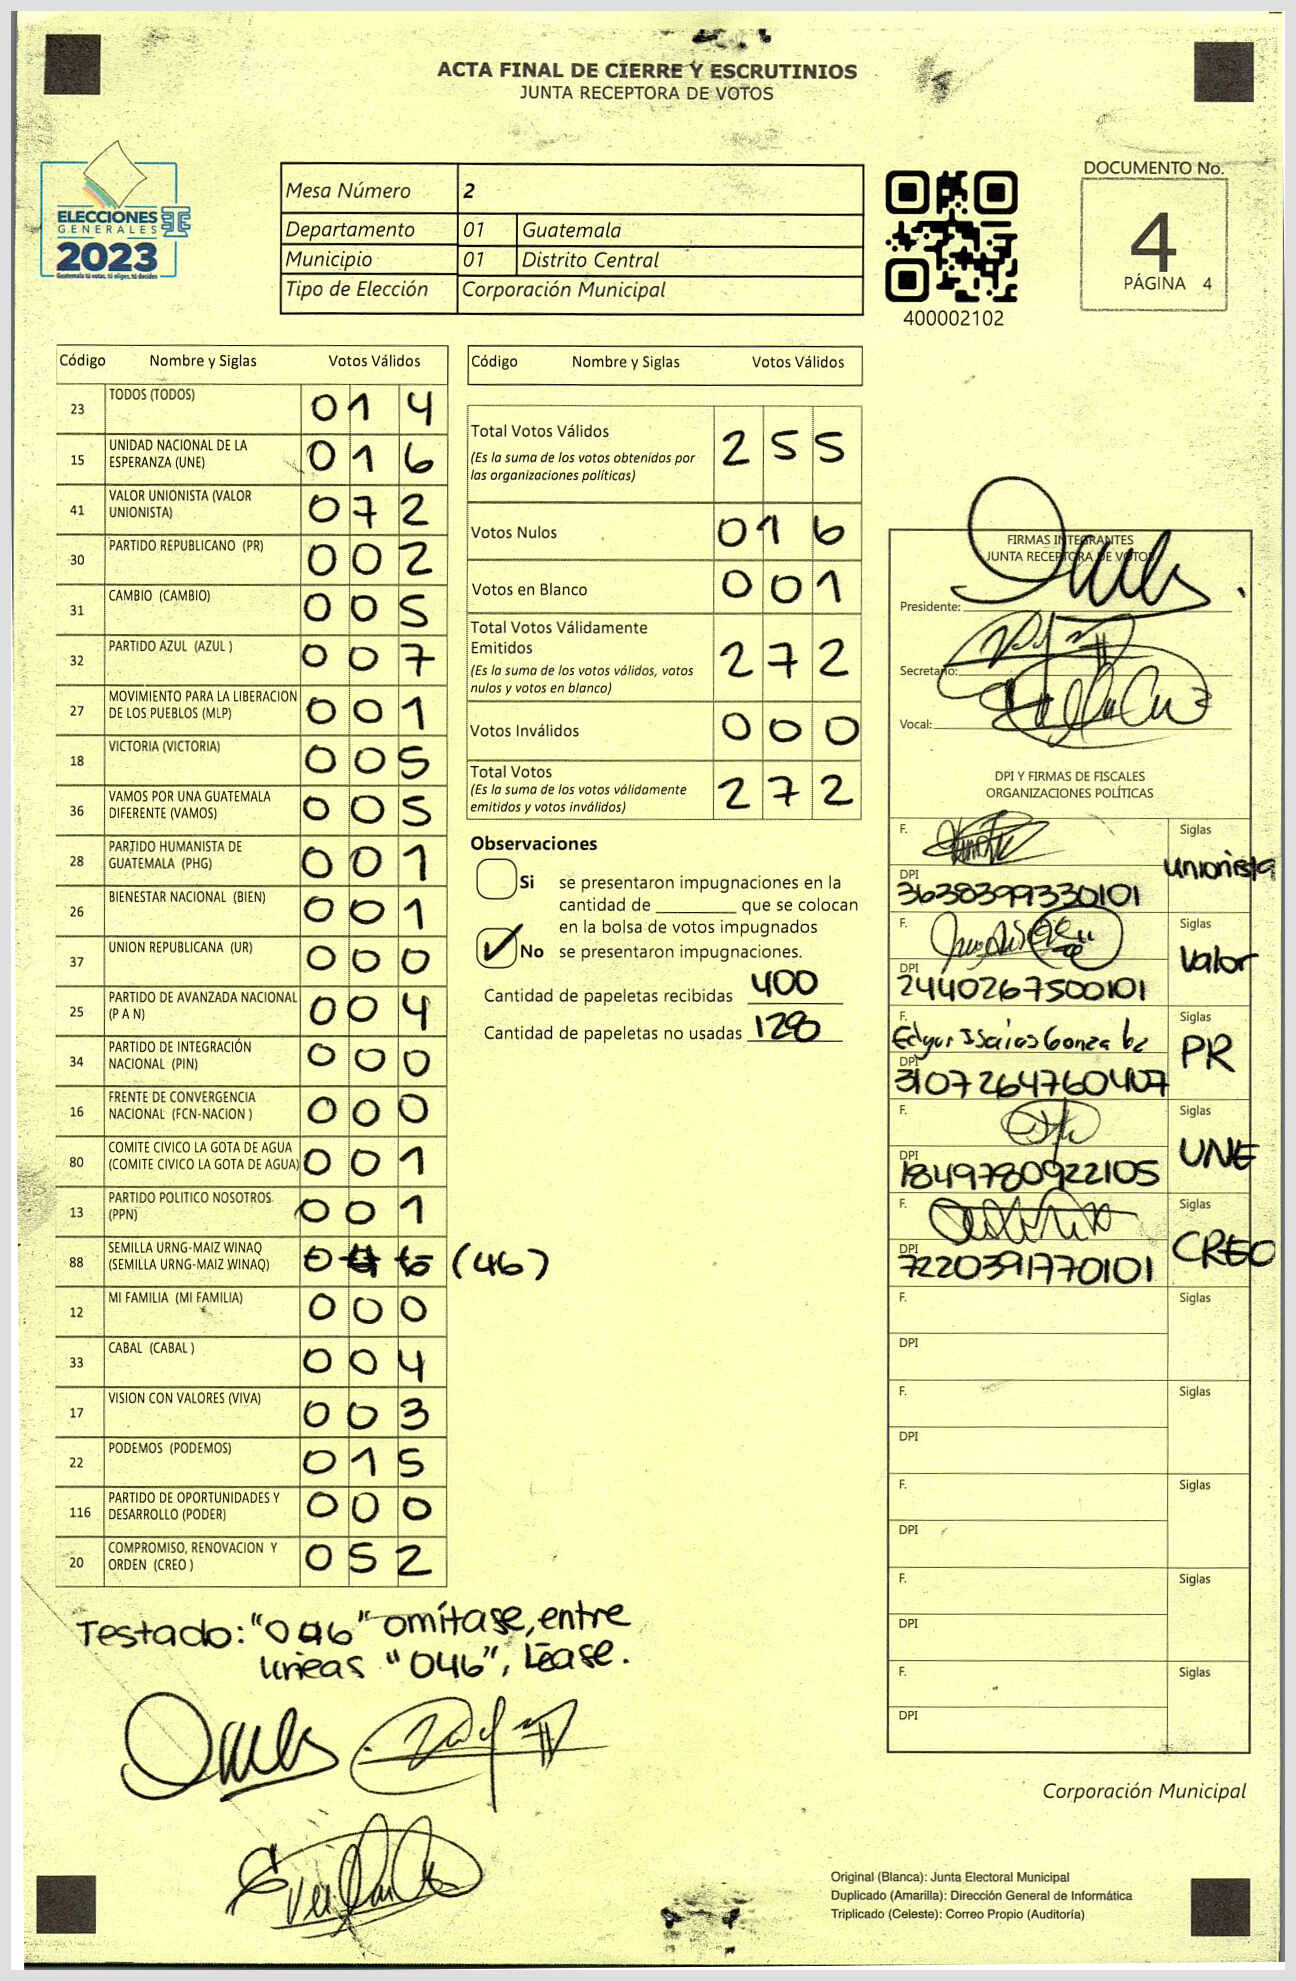 ACTA FINAL DE CIERRE Y ESCRUTINIOS
JUNTA RECEPTORA DE VOTOS
ELECCIONES
GENERALES
2023
Guatemala tú votas, tú eliges, tú decides
Mesa Número 2
Departamento 01 Guatemala
Municipio 01 Distrito Central
Tipo de Elección Corporación Municipal
400002102
DOCUMENTO No.
4
PÁGINA 4
Código Nombre y Siglas Votos Válidos
23 TODOS (TODOS) 0 1 4
15 UNIDAD NACIONAL DE LA ESPERANZA (UNE) 0 1 6
41 VALOR UNIONISTA (VALOR UNIONISTA) 0 7 2
30 PARTIDO REPUBLICANO (PR) 0 0 2
31 CAMBIO (CAMBIO) 0 0 5
32 PARTIDO AZUL (AZUL ) 0 0 7
27 MOVIMIENTO PARA LA LIBERACION DE LOS PUEBLOS (MLP) 0 0 1
18 VICTORIA (VICTORIA) 0 0 5
36 VAMOS POR UNA GUATEMALA DIFERENTE (VAMOS) 0 0 5
28 PARTIDO HUMANISTA DE GUATEMALA (PHG) 0 0 1
26 BIENESTAR NACIONAL (BIEN) 0 0 1
37 UNION REPUBLICANA (UR) 0 0 0
25 PARTIDO DE AVANZADA NACIONAL (P A N) 0 0 4
34 PARTIDO DE INTEGRACIÓN NACIONAL (PIN) 0 0 0
16 FRENTE DE CONVERGENCIA NACIONAL (FCN-NACION ) 0 0 0
80 COMITE CIVICO LA GOTA DE AGUA (COMITE CIVICO LA GOTA DE AGUA) 0 0 1
13 PARTIDO POLITICO NOSOTROS (PPN) 0 0 1
88 SEMILLA URNG-MAIZ WINAQ (SEMILLA URNG-MAIZ WINAQ) 0 4 6 (46)
12 MI FAMILIA (MI FAMILIA) 0 0 0
33 CABAL (CABAL ) 0 0 4
17 VISION CON VALORES (VIVA) 0 0 3
22 PODEMOS (PODEMOS) 0 1 5
116 PARTIDO DE OPORTUNIDADES Y DESARROLLO (PODER) 0 0 0
20 COMPROMISO, RENOVACION Y ORDEN (CREO ) 0 5 2
Testado: "046" omítase, entre
lineas "046", Léase.
Código Nombre y Siglas Votos Válidos
Total Votos Válidos 2 5 5
(Es la suma de los votos obtenidos por
las organizaciones políticas)
Votos Nulos 0 1 6
Votos en Blanco 0 0 1
Total Votos Válidamente
Emitidos 2 7 2
(Es la suma de los votos válidos, votos
nulos y votos en blanco)
Votos Inválidos 0 0 0
Total Votos 2 7 2
(Es la suma de los votos válidamente
emitidos y votos inválidos)
Observaciones
Si se presentaron impugnaciones en la
cantidad de ________ que se colocan
en la bolsa de votos impugnados
No se presentaron impugnaciones.
Cantidad de papeletas recibidas 400
Cantidad de papeletas no usadas 128
FIRMAS INTEGRANTES
JUNTA RECEPTORA DE VOTOS
Presidente:
Secretario:
Vocal:
DPI Y FIRMAS DE FISCALES
ORGANIZACIONES POLÍTICAS
F. Siglas
Unionista
DPI
3638399330101
F. Siglas
Valor
DPI
2440267500101
F. Siglas
Edgar Isaias PR
DPI
3107264760407
F. Siglas
UNE
DPI
1849780922105
F. Siglas
CREO
DPI
7220391770101
F. Siglas
DPI
F. Siglas
DPI
F. Siglas
DPI
F. Siglas
DPI
F. Siglas
DPI
Corporación Municipal
Original (Blanca): Junta Electoral Municipal
Duplicado (Amarilla): Dirección General de Informática
Triplicado (Celeste): Correo Propio (Auditoría)